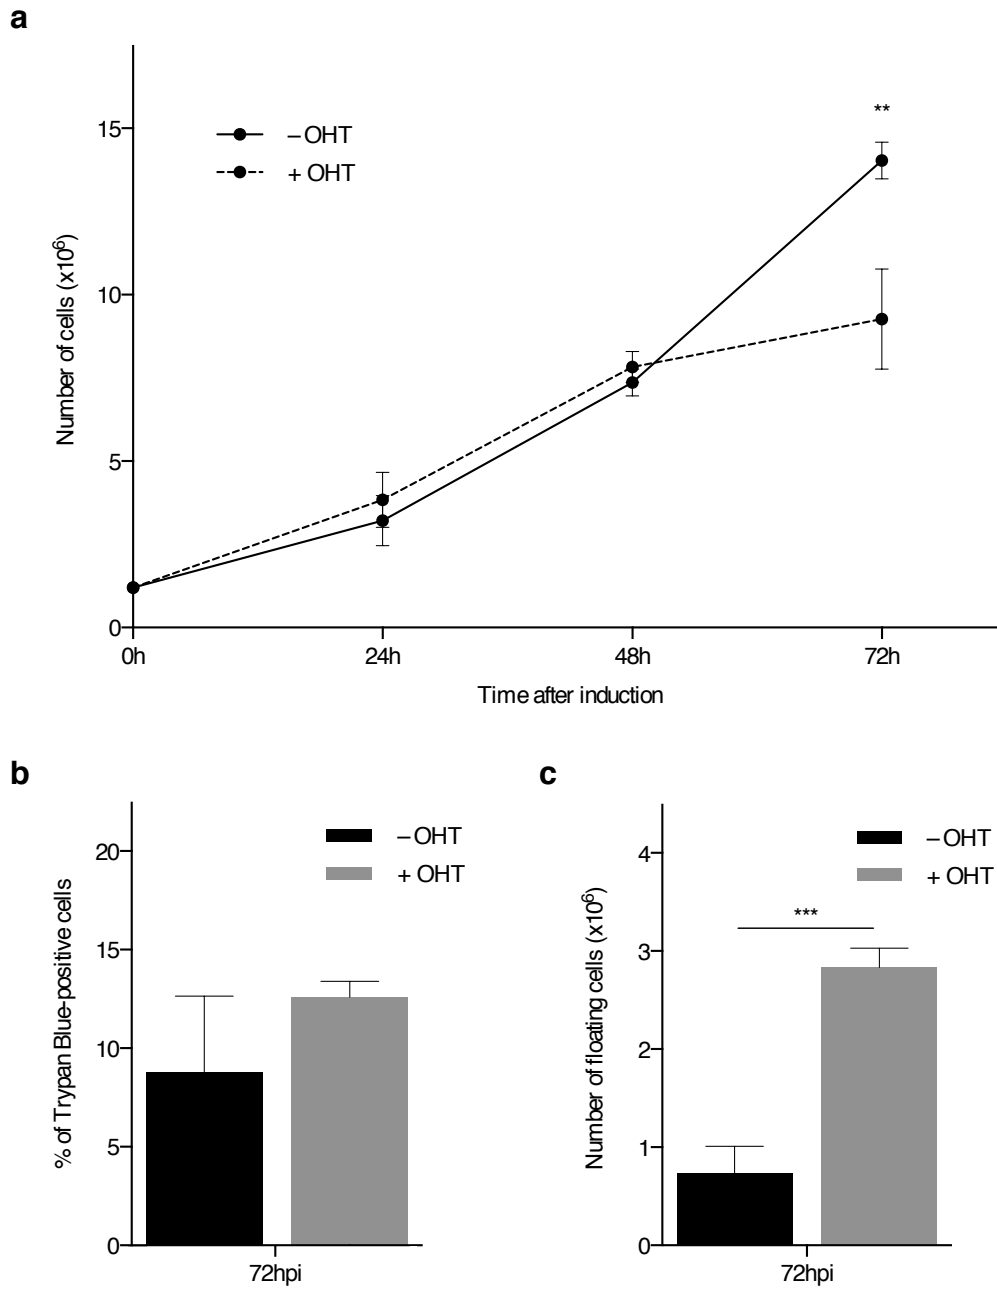 a
**
15
– OHT
+ OHT
Number of cells (x10⁶)
10
5
0
0h 24h 48h 72h
Time after induction
b
– OHT
+ OHT
20
% of Trypan Blue-positive cells
15
10
5
0
72hpi
c
– OHT
+ OHT
4
***
Number of floating cells (x10⁶)
3
2
1
0
72hpi